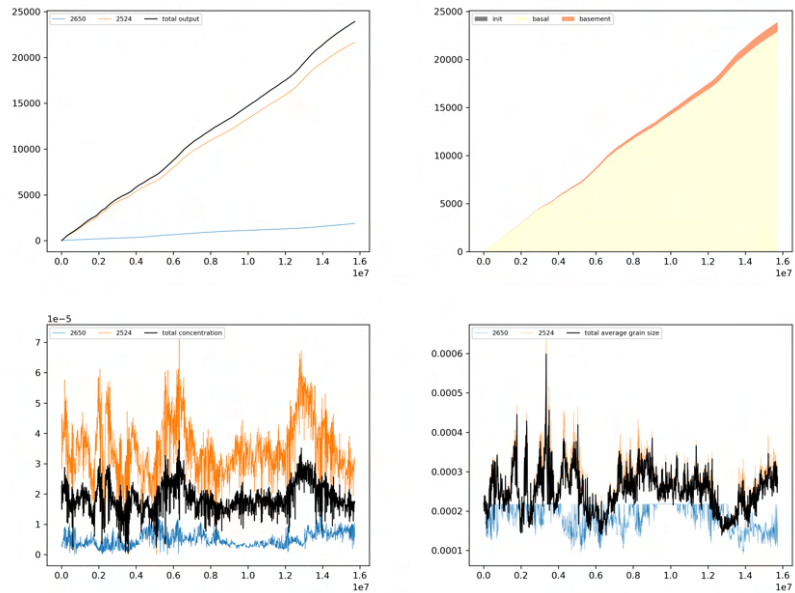 2650 2524 total output
25000
20000
15000
10000
5000
0
0.0 0.2 0.4 0.6 0.8 1.0 1.2 1.4 1.6
1e7
init basal basement
25000
20000
15000
10000
5000
0
0.0 0.2 0.4 0.6 0.8 1.0 1.2 1.4 1.6
1e7
1e−5
2650 2524 total concentration
7
6
5
4
3
2
1
0
0.0 0.2 0.4 0.6 0.8 1.0 1.2 1.4 1.6
1e7
2650 2524 total average grain size
0.0006
0.0005
0.0004
0.0003
0.0002
0.0001
0.0 0.2 0.4 0.6 0.8 1.0 1.2 1.4 1.6
1e7